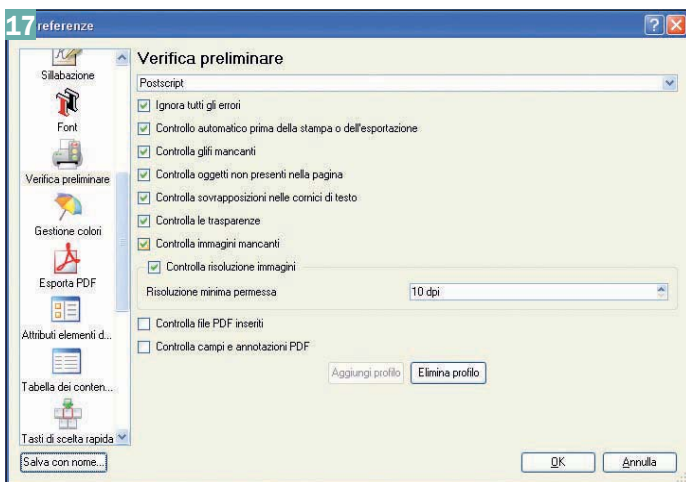 17
referenze
Sillabazione
Font
Verifica preliminare
Gestione colori
Esporta PDF
Attributi elementi d...
Tabella dei conten...
Tasti di scelta rapida
Salva con nome...
Verifica preliminare
Postscript
Ignora tutti gli errori
Controllo automatico prima della stampa o dell'esportazione
Controlla glifi mancanti
Controlla oggetti non presenti nella pagina
Controlla sovrapposizioni nelle cornici di testo
Controlla le trasparenze
Controlla immagini mancanti
Controlla risoluzione immagini
Risoluzione minima permessa 10 dpi
Controlla file PDF inseriti
Controlla campi e annotazioni PDF
Aggiungi profilo Elimina profilo
OK Annulla